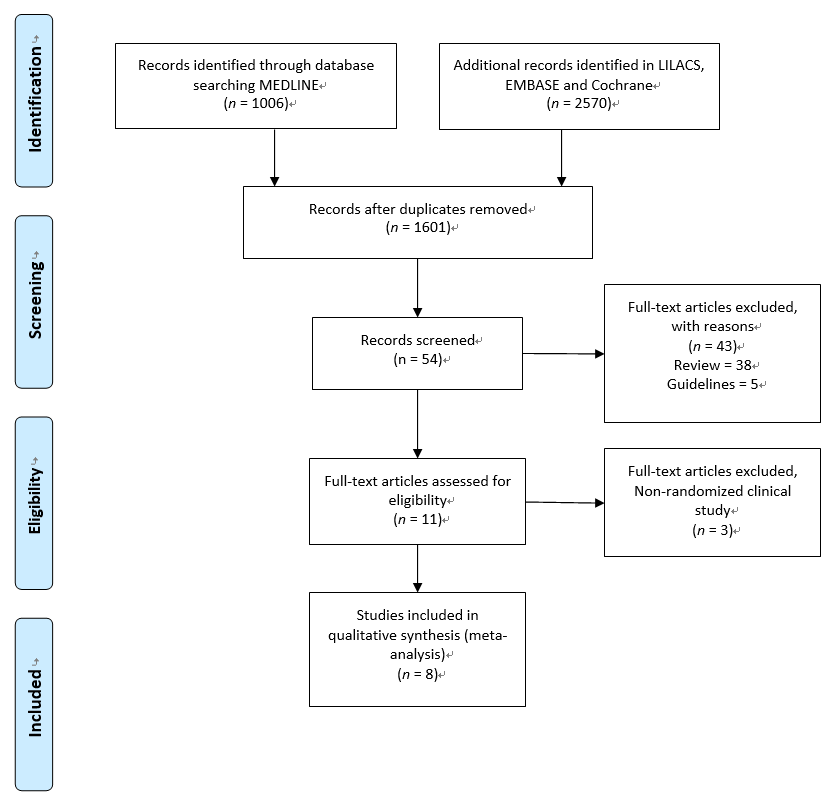 Identification
Records identified through database
searching MEDLINE
(n = 1006)
Additional records identified in LILACS,
EMBASE and Cochrane
(n = 2570)
Records after duplicates removed
(n = 1601)
Screening
Records screened
(n = 54)
Full-text articles excluded,
with reasons
(n = 43)
Review = 38
Guidelines = 5
Eligibility
Full-text articles assessed for
eligibility
(n = 11)
Full-text articles excluded,
Non-randomized clinical
study
(n = 3)
Included
Studies included in
qualitative synthesis (meta-
analysis)
(n = 8)